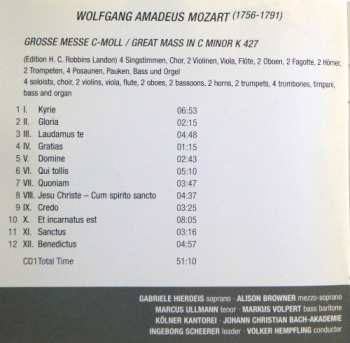 WOLFGANG AMADEUS MOZART (1756-1791)
GROSSE MESSE C-MOLL / GREAT MASS IN C MINOR K 427
(Edition H. C. Robbins Landon) 4 Singstimmen, Chor, 2 Violinen, Viola, Flöte, 2 Oboen, 2 Fagotte, 2 Hörner,
2 Trompeten, 4 Posaunen, Pauken, Bass und Orgel
4 soloists, choir, 2 violins, viola, flute, 2 oboes, 2 bassoons, 2 horns, 2 trumpets, 4 trombones, timpani,
bass and organ
1 I. Kyrie 06:53
2 II. Gloria 02:15
3 III. Laudamus te 04:48
4 IV. Gratias 01:15
5 V. Domine 02:43
6 VI. Qui tollis 05:10
7 VII. Quoniam 03:47
8 VIII. Jesu Christe – Cum spirito sancto 04:37
9 IX. Credo 03:25
10 X. Et incarnatus est 08:05
11 XI. Sanctus 03:16
12 XII. Benedictus 04:57
CD1 Total Time 51:10
GABRIELE HIERDEIS soprano · ALISON BROWNER mezzo-soprano
MARCUS ULLMANN tenor · MARKUS VOLPERT bass baritone
KÖLNER KANTOREI · JOHANN CHRISTIAN BACH-AKADEMIE
INGEBORG SCHEERER leader · VOLKER HEMPFLING conductor